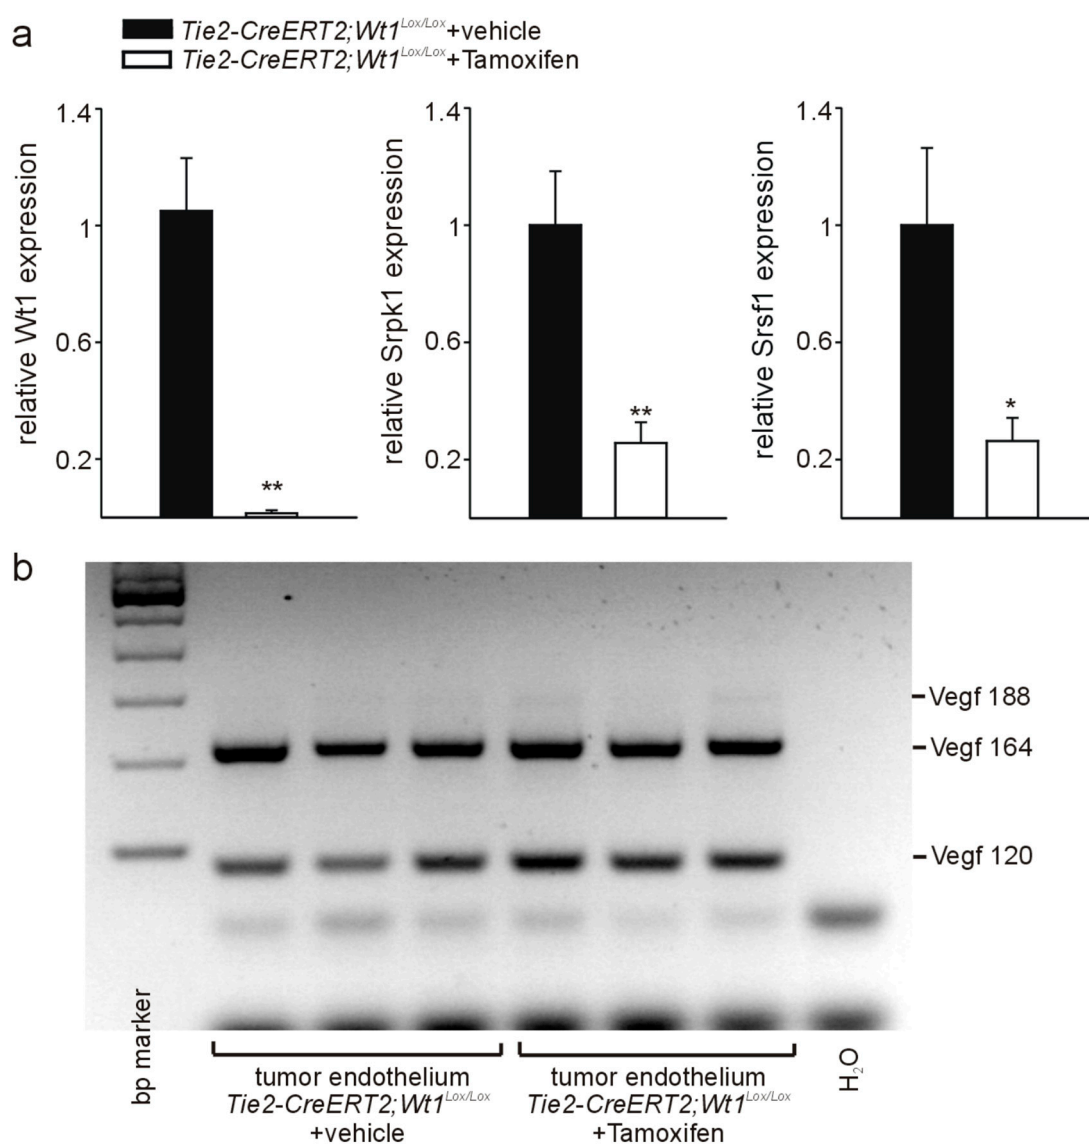 a
Tie2-CreERT2;Wt1Lox/Lox+vehicle
Tie2-CreERT2;Wt1Lox/Lox+Tamoxifen
relative Wt1 expression
1.4
1
0.6
0.2
**
relative Srpk1 expression
1.4
1
0.6
0.2
**
relative Srsf1 expression
1.4
1
0.6
0.2
*
b
Vegf 188
Vegf 164
Vegf 120
bp marker
tumor endothelium
Tie2-CreERT2;Wt1Lox/Lox
+vehicle
tumor endothelium
Tie2-CreERT2;Wt1Lox/Lox
+Tamoxifen
H2O